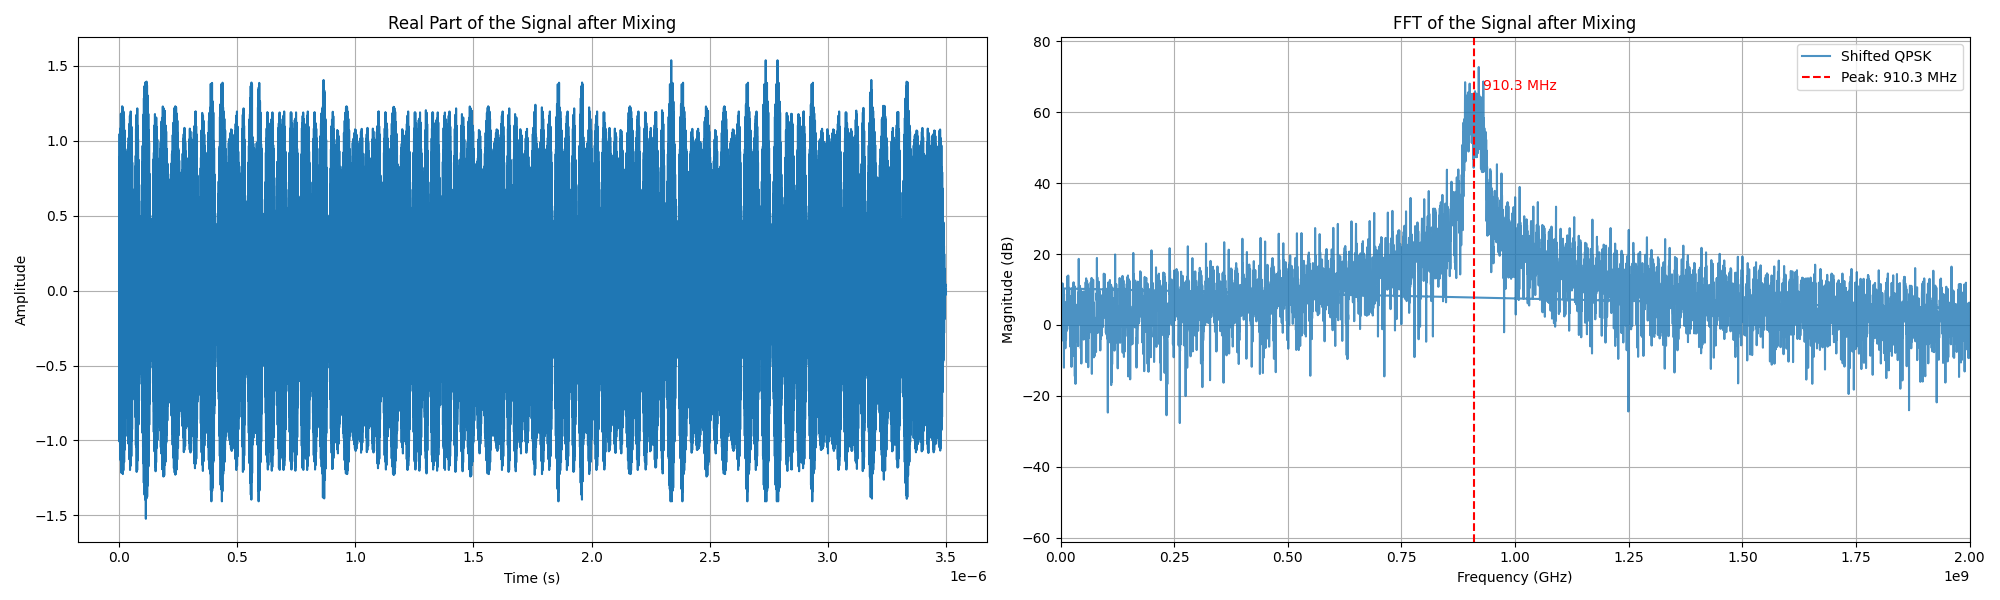 Real Part of the Signal after Mixing
1.5
1.0
0.5
0.0
−0.5
−1.0
−1.5
Amplitude
0.0 0.5 1.0 1.5 2.0 2.5 3.0 3.5
1e−6
Time (s)
FFT of the Signal after Mixing
80
60
40
20
0
−20
−40
−60
Magnitude (dB)
Shifted QPSK
Peak: 910.3 MHz
910.3 MHz
0.00 0.25 0.50 0.75 1.00 1.25 1.50 1.75 2.00
1e9
Frequency (GHz)